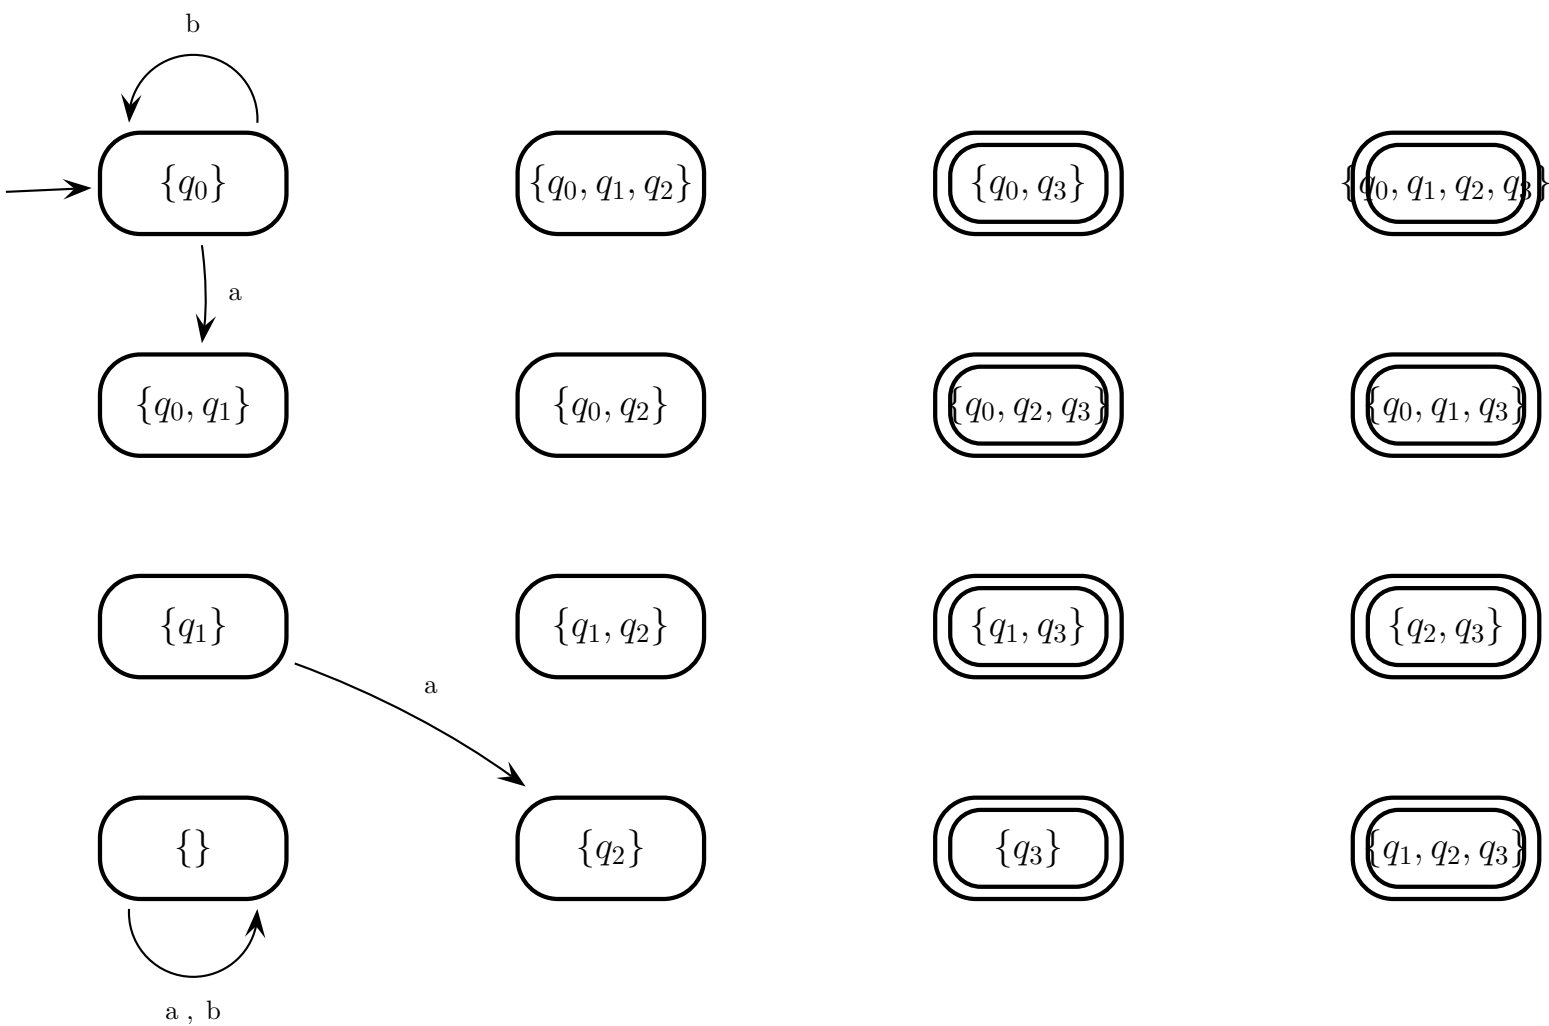 b
{q₀} {q₀, q₁, q₂} {q₀, q₃} {q₀, q₁, q₂, q₃}
a
{q₀, q₁} {q₀, q₂} {q₀, q₂, q₃} {q₀, q₁, q₃}
{q₁} {q₁, q₂} {q₁, q₃} {q₂, q₃}
a
{} {q₂} {q₃} {q₁, q₂, q₃}
a , b